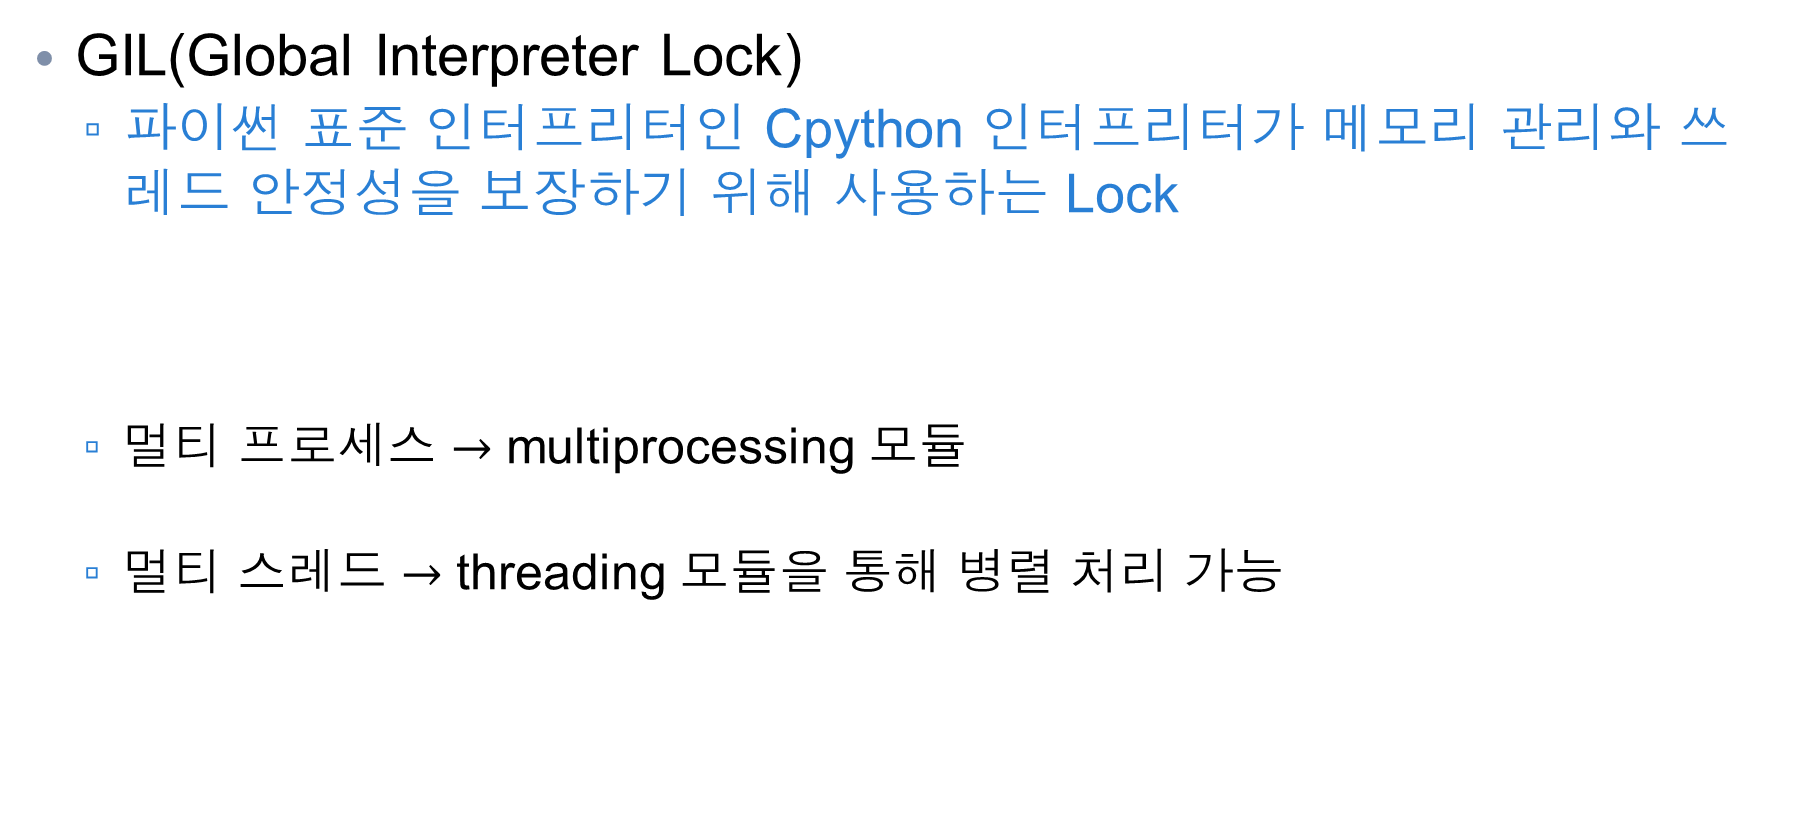 • GIL(Global Interpreter Lock)
▫ 파이썬 표준 인터프리터인 Cpython 인터프리터가 메모리 관리와 쓰
레드 안정성을 보장하기 위해 사용하는 Lock
▫ 멀티 프로세스 → multiprocessing 모듈
▫ 멀티 스레드 → threading 모듈을 통해 병렬 처리 가능